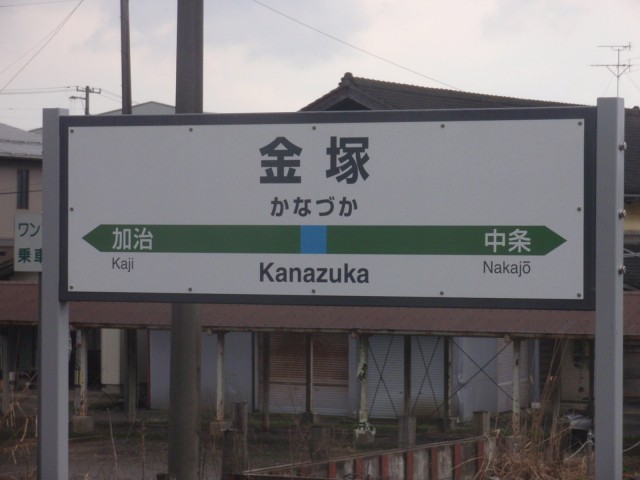 金塚
かなづか
加治 中条
Kaji Kanazuka Nakajō
ワン
乗車